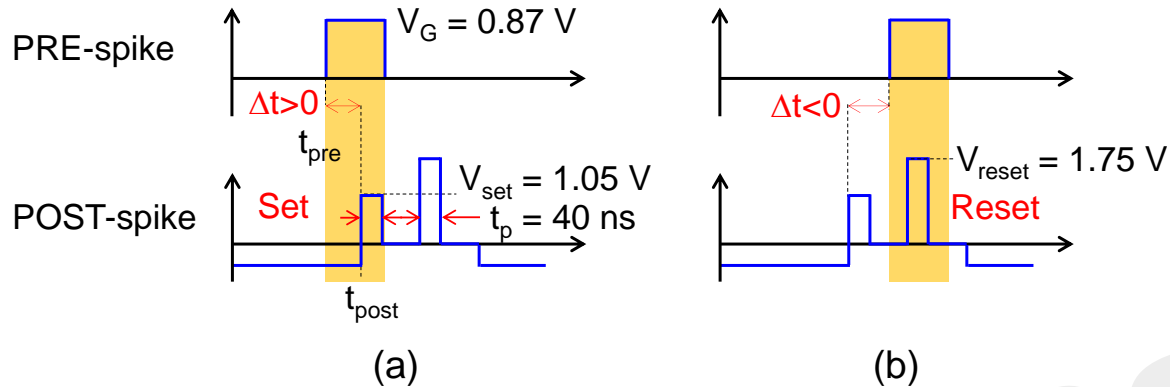 PRE-spike
V_G = 0.87 V
Δt>0
t_pre
POST-spike
Set
V_set = 1.05 V
t_p = 40 ns
t_post
(a)
Δt<0
V_reset = 1.75 V
Reset
(b)